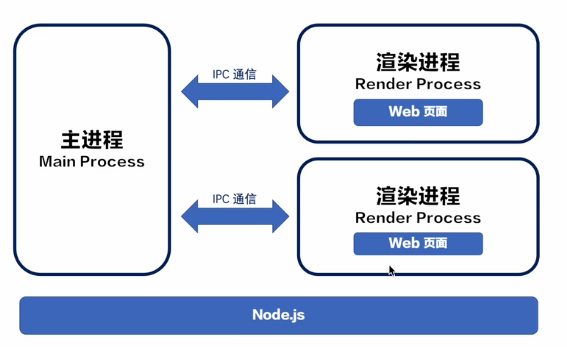 主进程
Main Process
IPC 通信
渲染进程
Render Process
Web 页面
IPC 通信
渲染进程
Render Process
Web 页面
Node.js